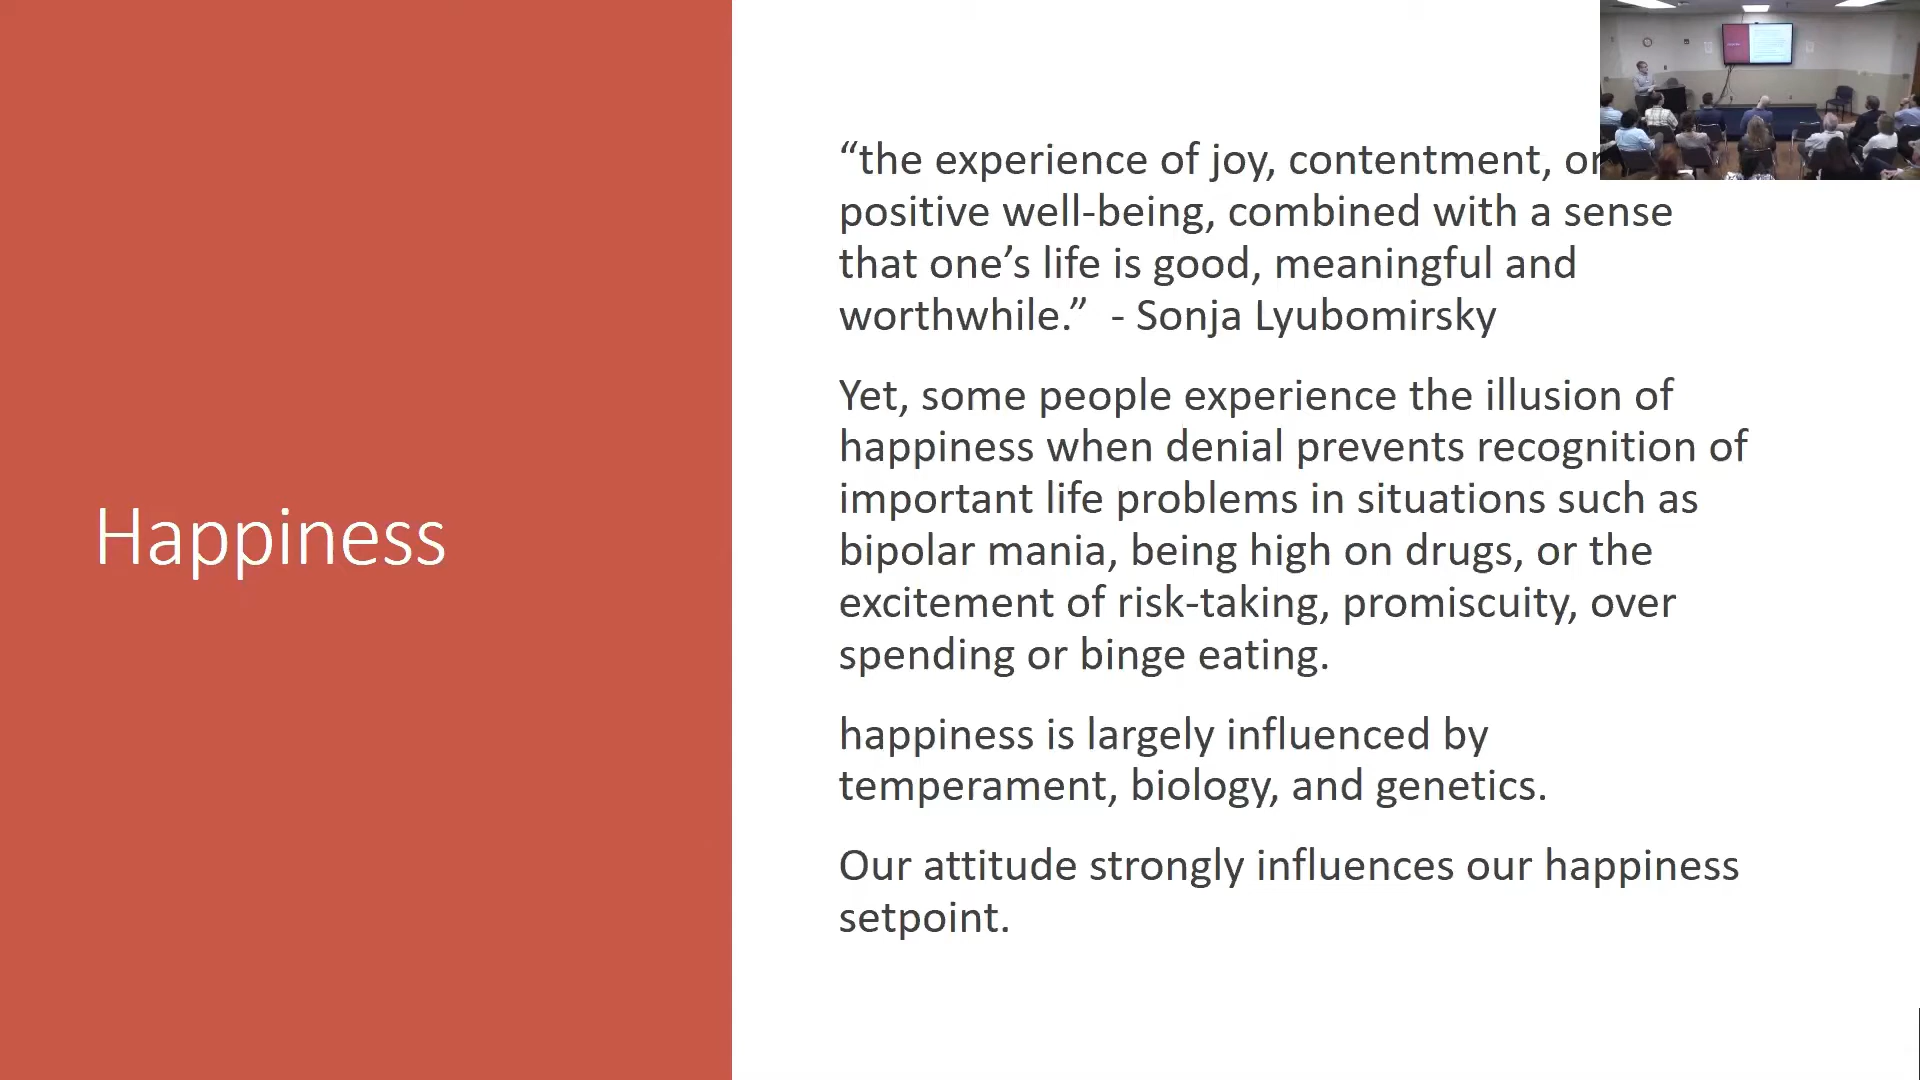 Happiness
“the experience of joy, contentment, or
positive well-being, combined with a sense
that one’s life is good, meaningful and
worthwhile.”  - Sonja Lyubomirsky
Yet, some people experience the illusion of
happiness when denial prevents recognition of
important life problems in situations such as
bipolar mania, being high on drugs, or the
excitement of risk-taking, promiscuity, over
spending or binge eating.
happiness is largely influenced by
temperament, biology, and genetics.
Our attitude strongly influences our happiness
setpoint.